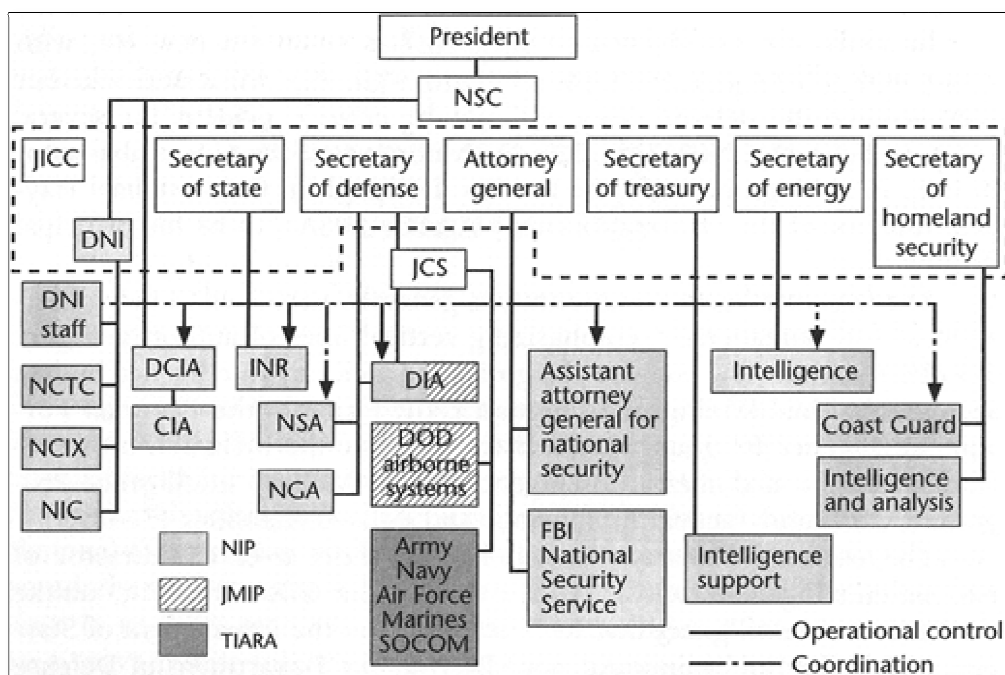 President
NSC
JICC
Secretary
of state
Secretary
of defense
Attorney
general
Secretary
of treasury
Secretary
of energy
Secretary
of
homeland
security
DNI
JCS
DNI
staff
DCIA
INR
DIA
Assistant
attorney
general for
national
security
Intelligence
NCTC
CIA
NSA
DOD
airborne
systems
Coast Guard
NCIX
NGA
Intelligence
and analysis
NIC
NIP
JMIP
TIARA
Army
Navy
Air Force
Marines
SOCOM
FBI
National
Security
Service
Intelligence
support
Operational control
Coordination